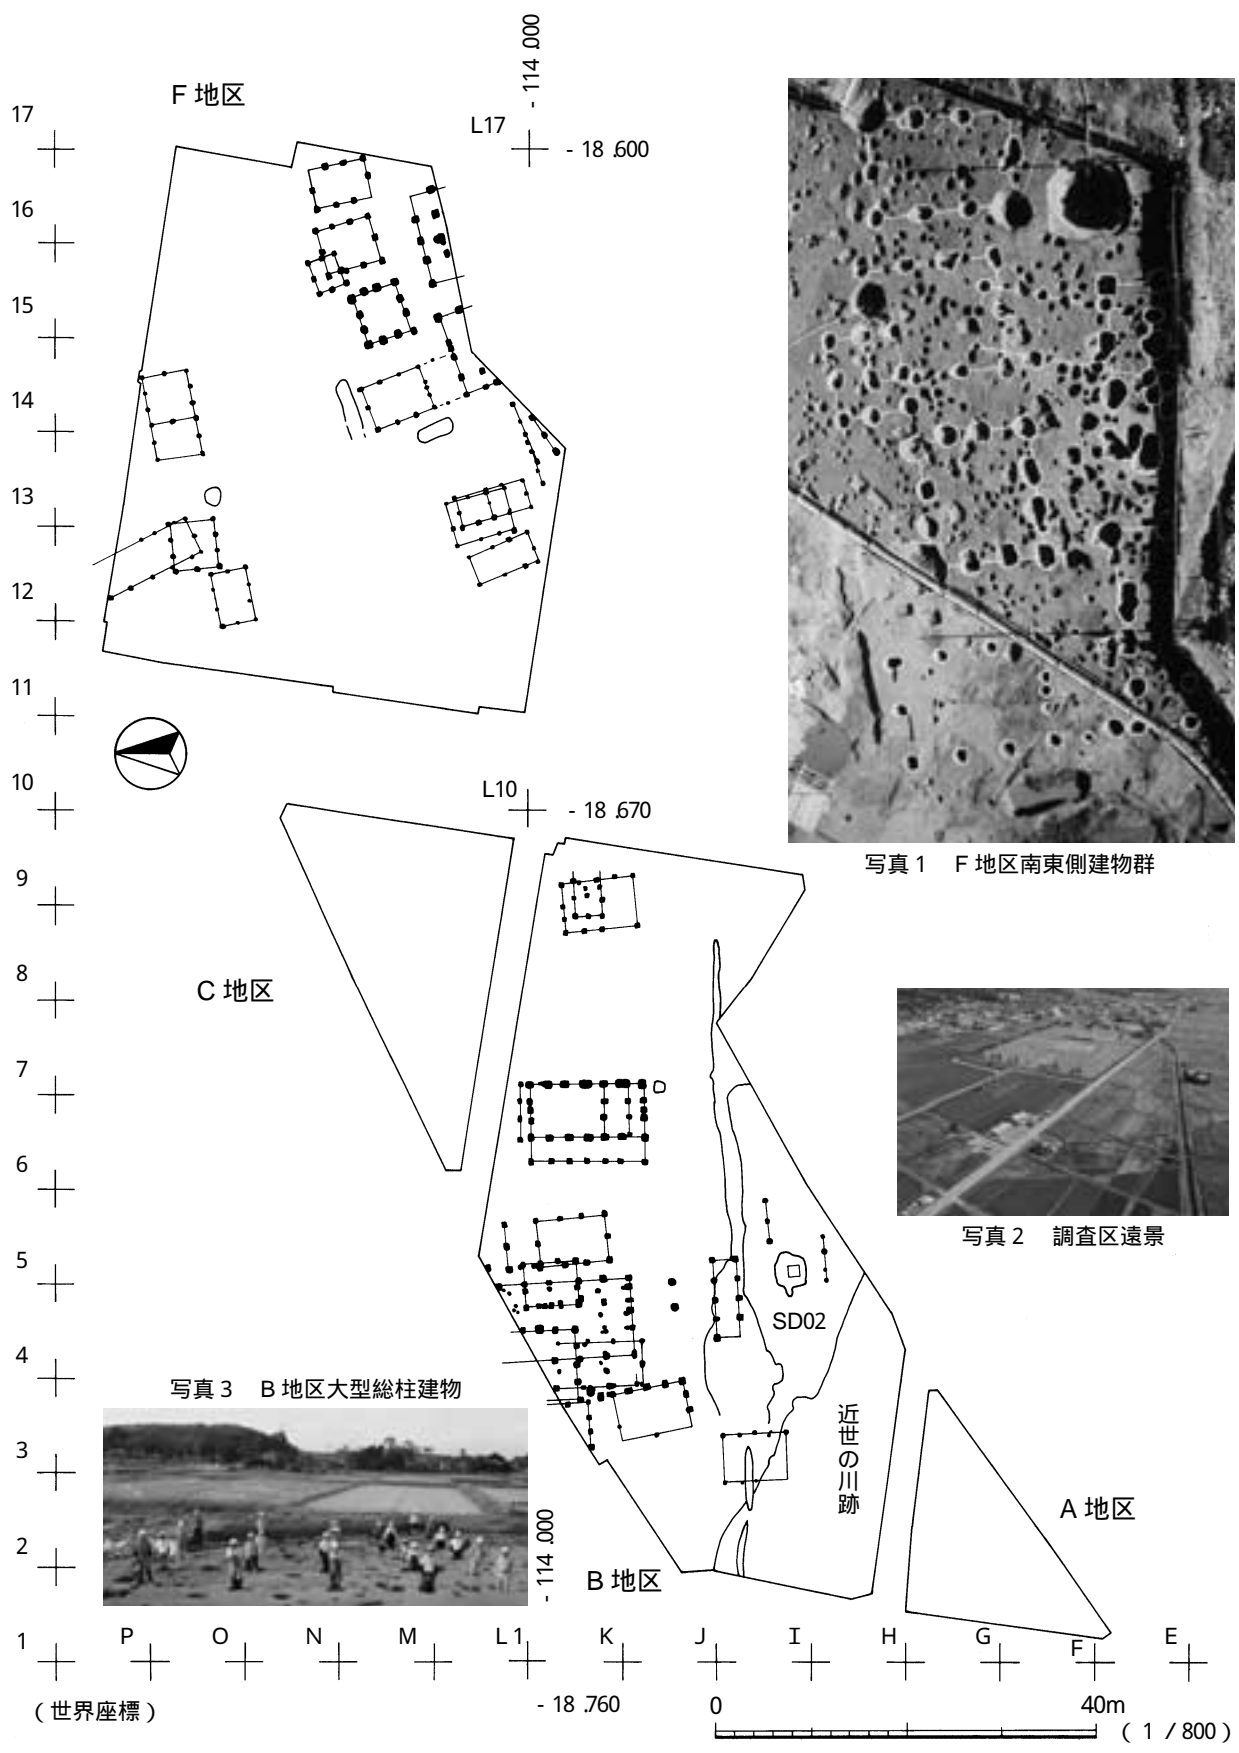 - 114 .000
F 地区
17
L17
- 18 .600
16
15
14
13
12
11
10
L10
- 18 .670
写真 1 F 地区南東側建物群
9
C 地区
8
7
6
写真 2 調査区遠景
5
SD02
4
写真 3 B 地区大型総柱建物
近世の川跡
3
A 地区
2
- 114 .000
B 地区
1
P O N M L1 K J I H G F E
(世界座標)
- 18 .760
0 40m
( 1 / 800 )